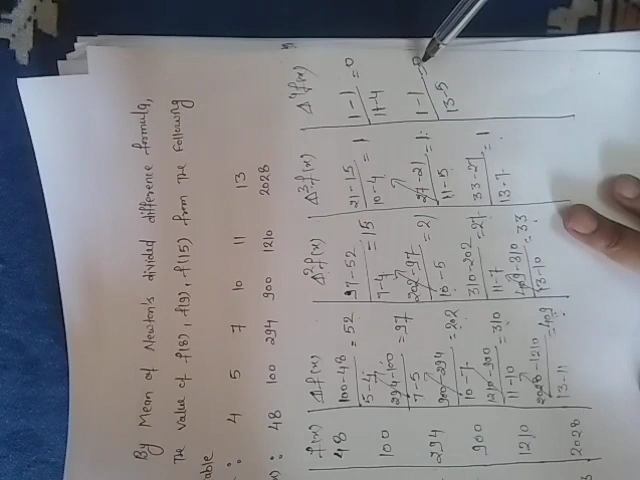 By Mean of Newton's divided difference formula,
The value of f(8), f(9), f(15) from the following
able
: 4 5 7 10 11 13
x) : 48 100 294 900 1210 2028
f(x) Δf(x) Δ²f(x) Δ³f(x) Δ⁴f(x)
48
100-48/5-4 = 52
97-52/7-4 = 15
21-15/10-4 = 1
1-1/11-4 = 0
100
294-100/7-5 = 97
202-97/10-5 = 21
27-21/11-5 = 1
1-1/13-5 = 0
294
900-294/10-7 = 202
310-202/11-7 = 27
33-27/13-7 = 1
900
1210-900/11-10 = 310
409-310/13-10 = 33
1210
2028-1210/13-11 = 409
2028